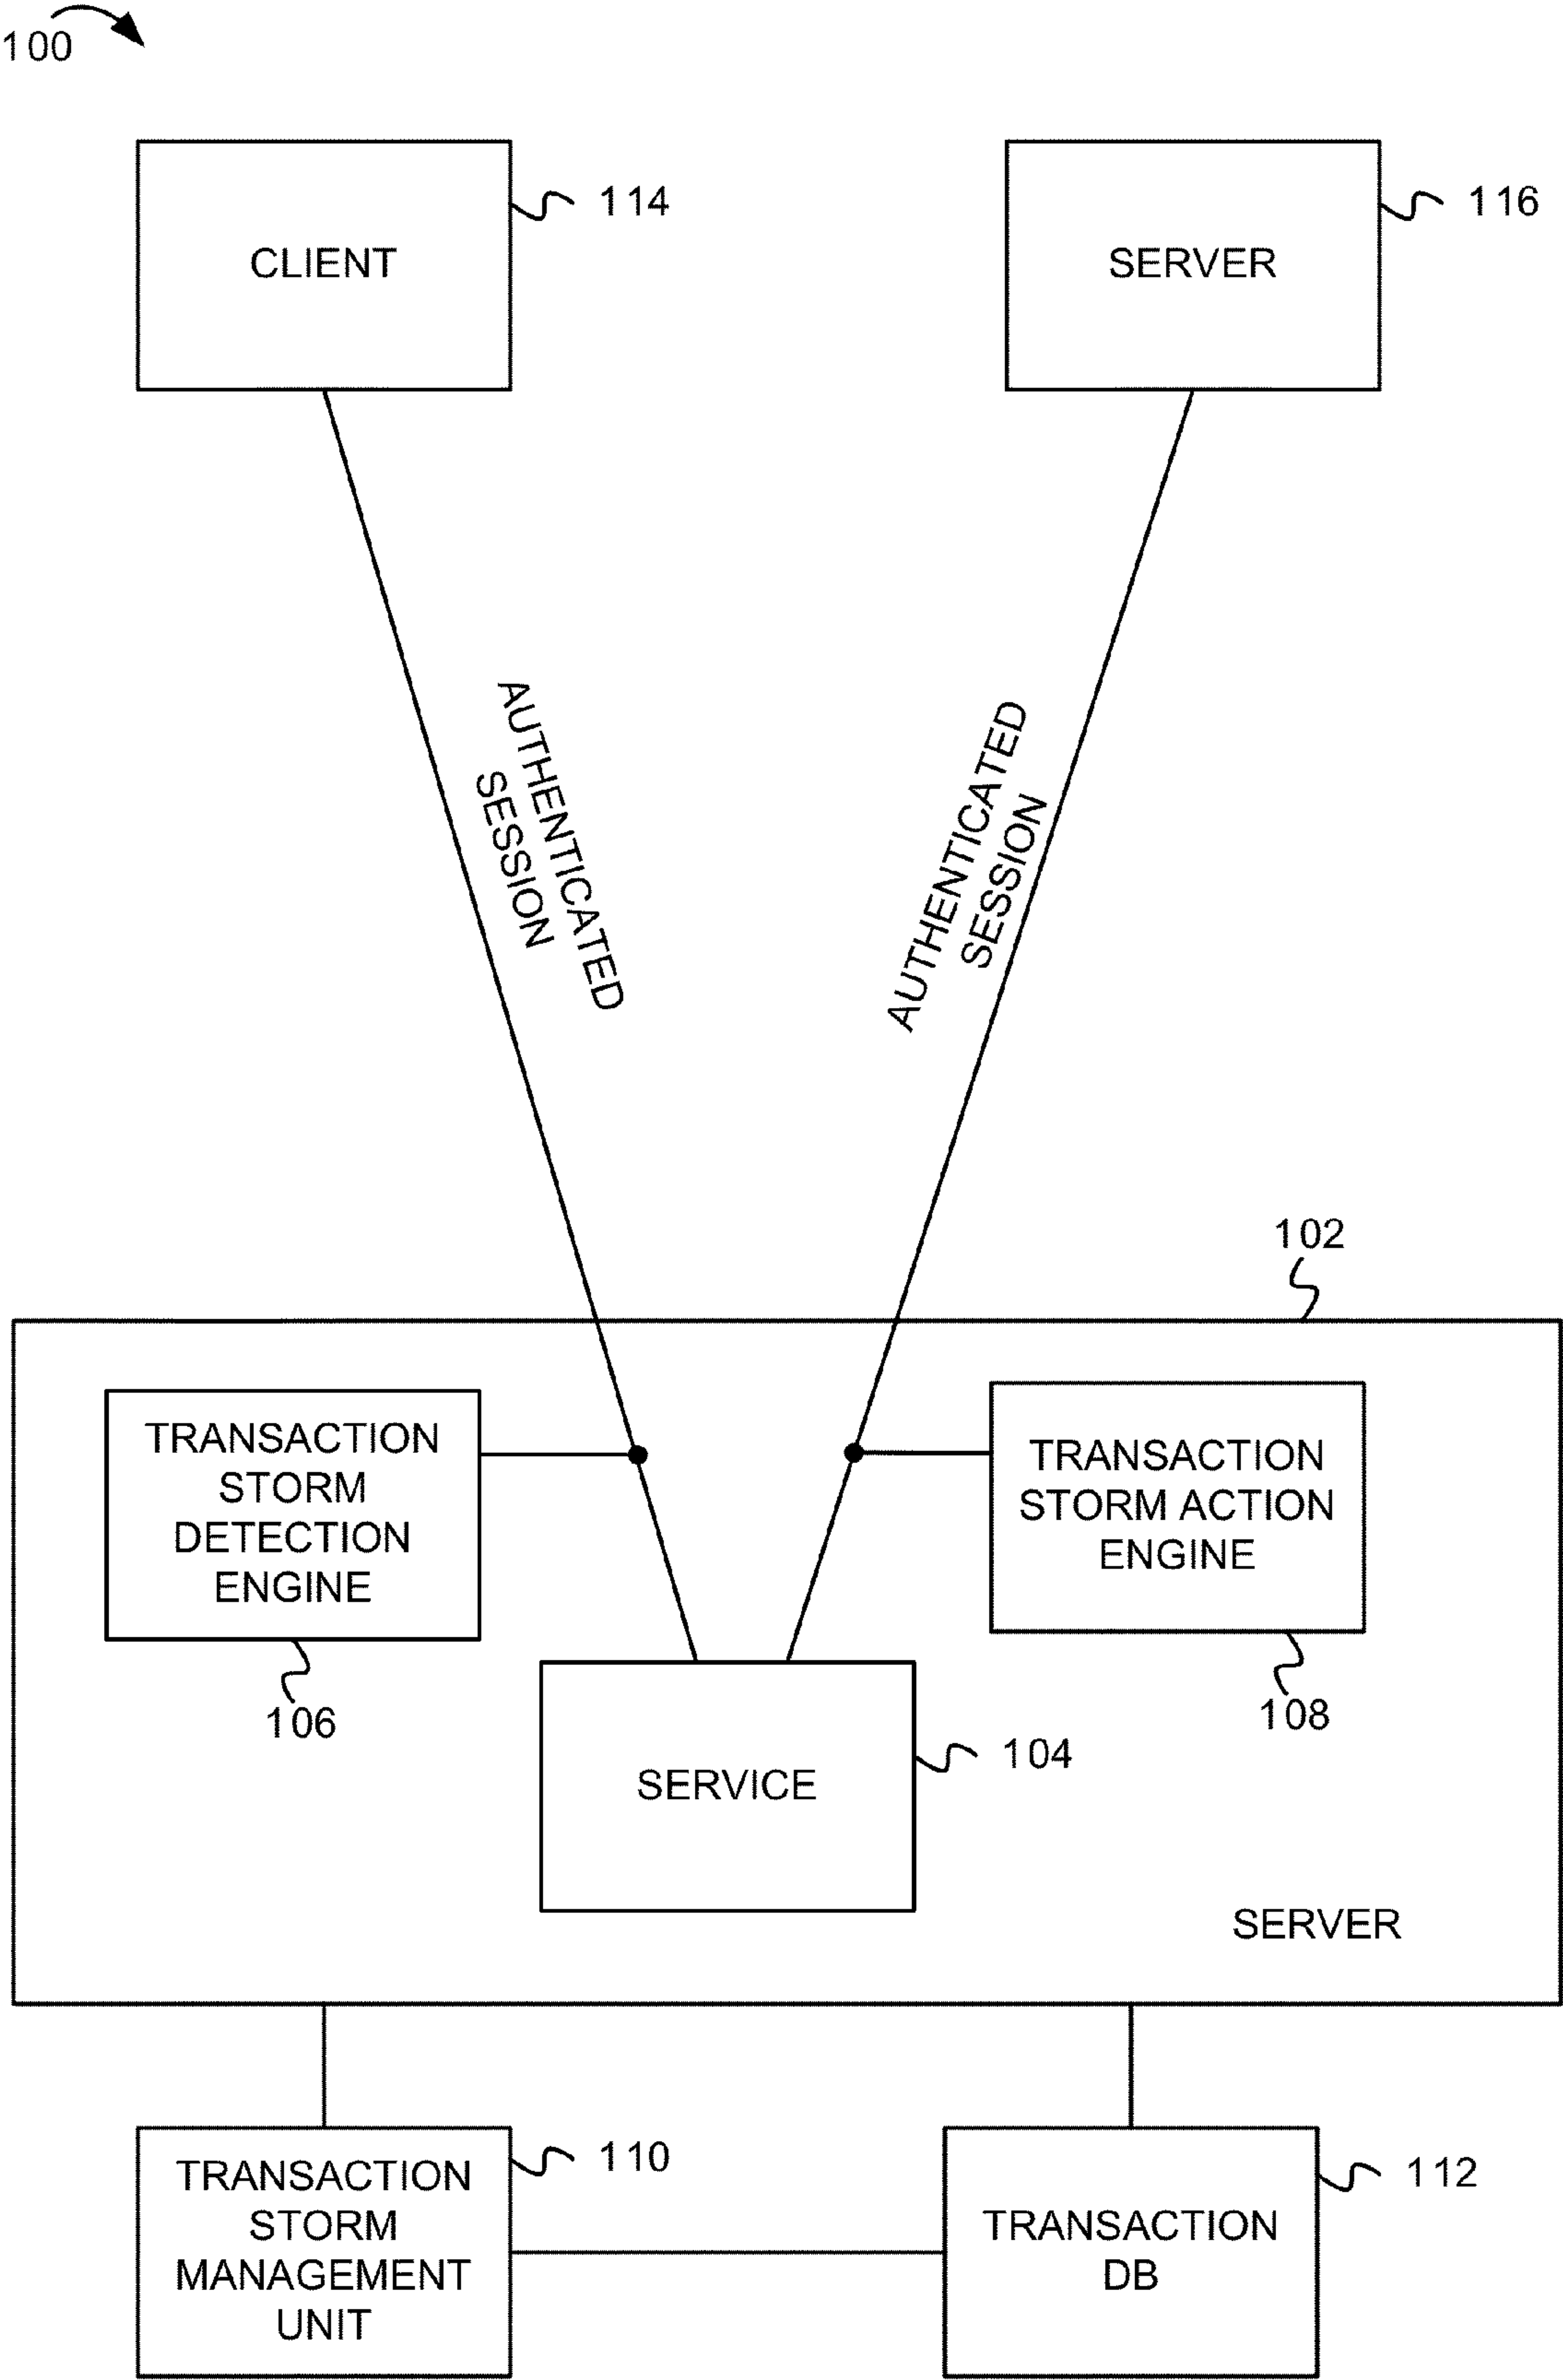 100
114
116
CLIENT
SERVER
AUTHENTICATED
SESSION
AUTHENTICATED
SESSION
102
TRANSACTION
STORM
DETECTION
ENGINE
TRANSACTION
STORM ACTION
ENGINE
106
108
104
SERVICE
SERVER
110
112
TRANSACTION
STORM
MANAGEMENT
UNIT
TRANSACTION
DB